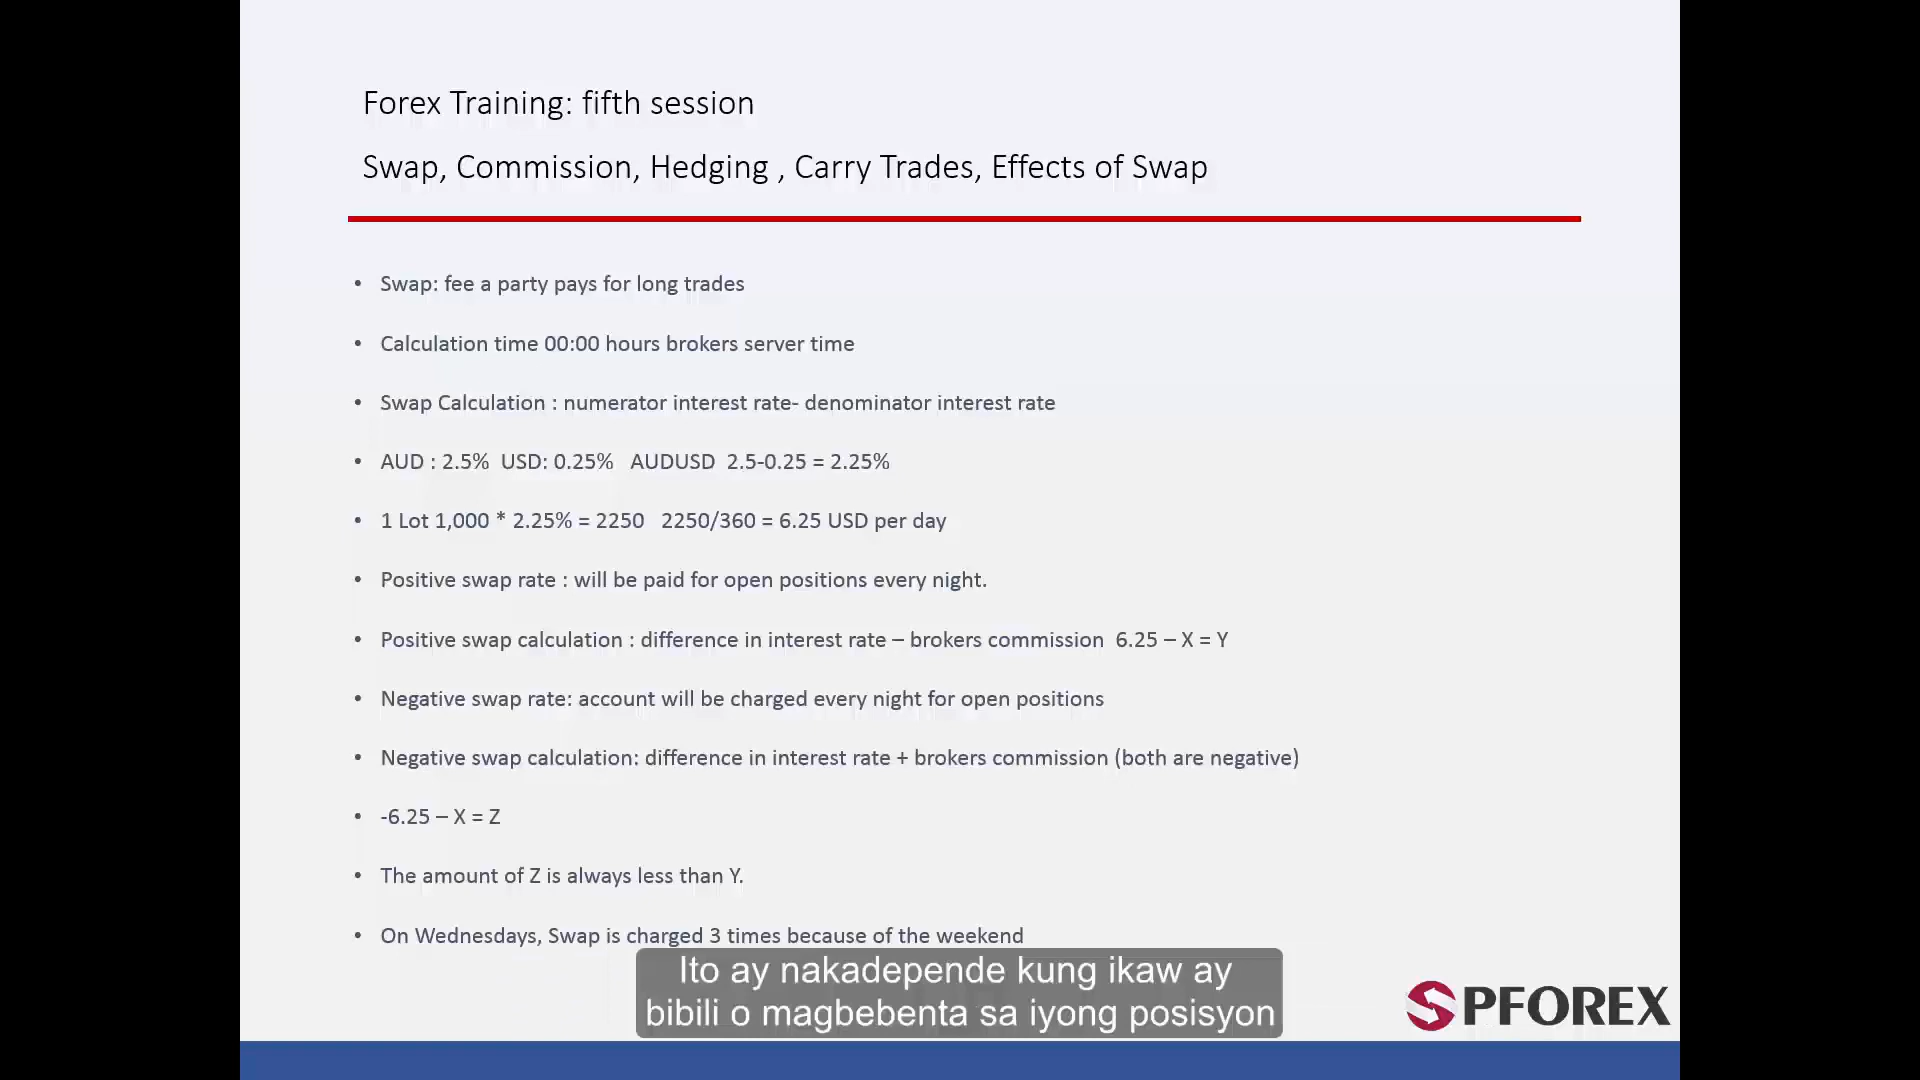 Forex Training: fifth session
Swap, Commission, Hedging , Carry Trades, Effects of Swap
• Swap: fee a party pays for long trades
• Calculation time 00:00 hours brokers server time
• Swap Calculation : numerator interest rate- denominator interest rate
• AUD : 2.5%  USD: 0.25%   AUDUSD  2.5-0.25 = 2.25%
• 1 Lot 1,000 * 2.25% = 2250   2250/360 = 6.25 USD per day
• Positive swap rate : will be paid for open positions every night.
• Positive swap calculation : difference in interest rate – brokers commission  6.25 – X = Y
• Negative swap rate: account will be charged every night for open positions
• Negative swap calculation: difference in interest rate + brokers commission (both are negative)
• -6.25 – X = Z
• The amount of Z is always less than Y.
• On Wednesdays, Swap is charged 3 times because of the weekend
Ito ay nakadepende kung ikaw ay
bibili o magbebenta sa iyong posisyon
PFOREX